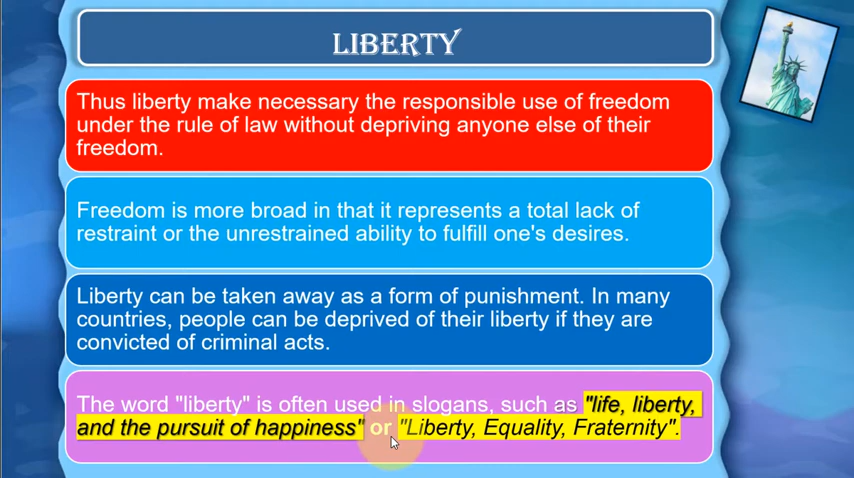 LIBERTY
Thus liberty make necessary the responsible use of freedom
under the rule of law without depriving anyone else of their
freedom.
Freedom is more broad in that it represents a total lack of
restraint or the unrestrained ability to fulfill one's desires.
Liberty can be taken away as a form of punishment. In many
countries, people can be deprived of their liberty if they are
convicted of criminal acts.
The word "liberty" is often used in slogans, such as "life, liberty,
and the pursuit of happiness" or "Liberty, Equality, Fraternity".